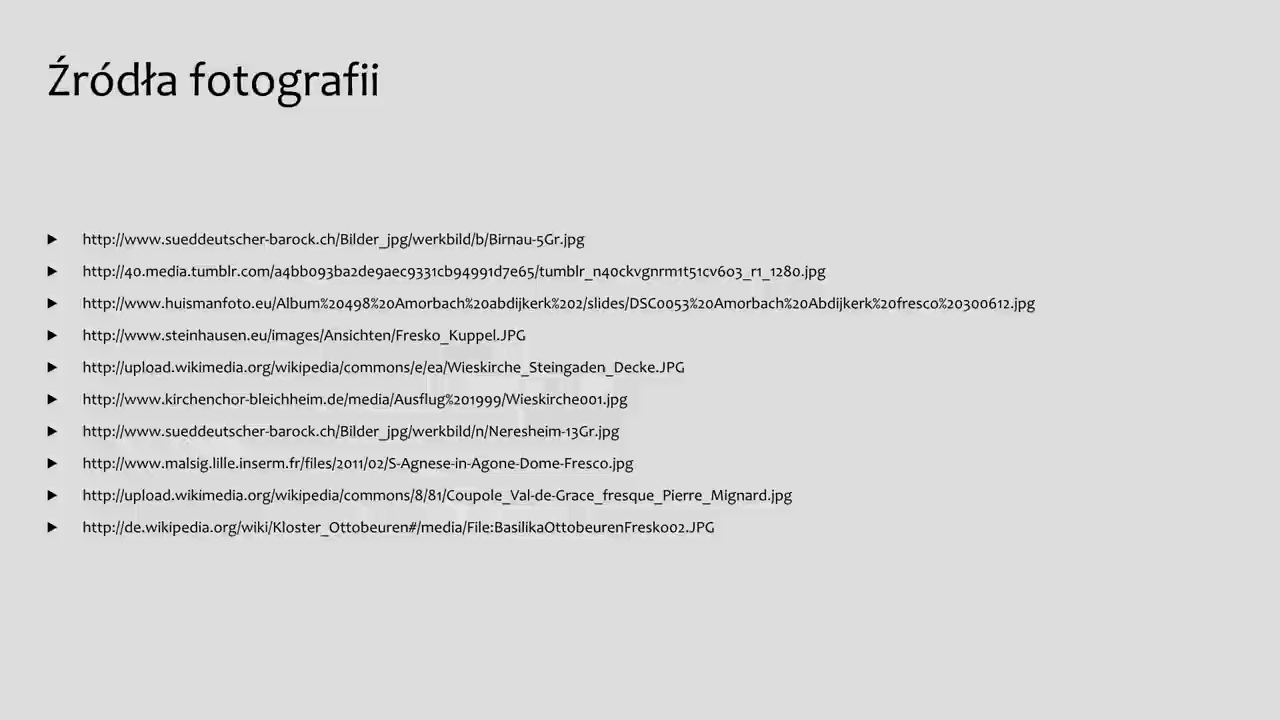 Źródła fotografii
http://www.sueddeutscher-barock.ch/Bilder_jpg/werkbild/b/Birnau-5Gr.jpg
http://40.media.tumblr.com/a4bb093ba2de9aec9331cb94991d7e65/tumblr_n40ckvgnrm1t51cv6o3_r1_1280.jpg
http://www.huismanfoto.eu/Album%20498%20Amorbach%20abdijkerk%202/slides/DSC0053%20Amorbach%20Abdijkerk%20fresco%20300612.jpg
http://www.steinhausen.eu/images/Ansichten/Fresko_Kuppel.JPG
http://upload.wikimedia.org/wikipedia/commons/e/ea/Wieskirche_Steingaden_Decke.JPG
http://www.kirchenchor-bleichheim.de/media/Ausflug%201999/Wieskirche001.jpg
http://www.sueddeutscher-barock.ch/Bilder_jpg/werkbild/n/Neresheim-13Gr.jpg
http://www.malsig.lille.inserm.fr/files/2011/02/S-Agnese-in-Agone-Dome-Fresco.jpg
http://upload.wikimedia.org/wikipedia/commons/8/81/Coupole_Val-de-Grace_fresque_Pierre_Mignard.jpg
http://de.wikipedia.org/wiki/Kloster_Ottobeuren#/media/File:BasilikaOttobeurenFresko02.JPG